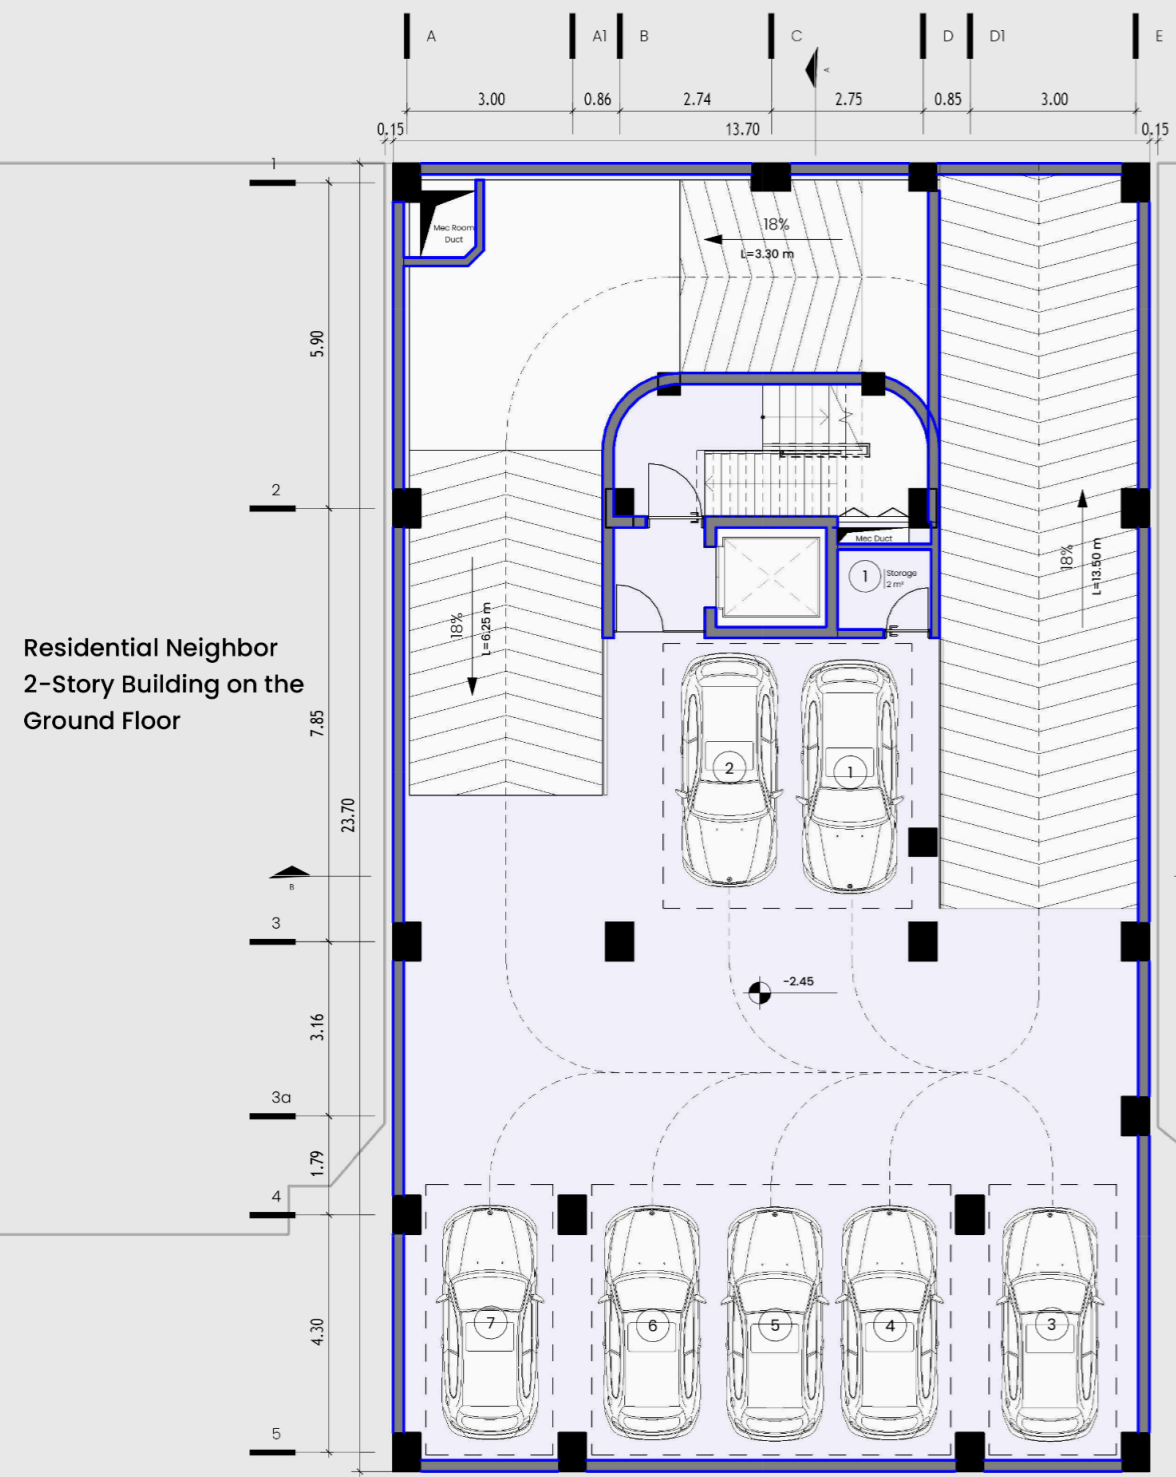 A A1 B C D D1 E
A
3.00 0.86 2.74 2.75 0.85 3.00
0.15 13.70 0.15
1
Mec Room
Duct
18%
L=3.30 m
5.90
2
Mec Duct
1 Storage
2 m²
18%
L=13.50 m
18%
L=6.25 m
Residential Neighbor
2-Story Building on the
Ground Floor
7.85
23.70
2 1
B
3
-2.45
3.16
3a
1.79
4
7 6 5 4 3
4.30
5